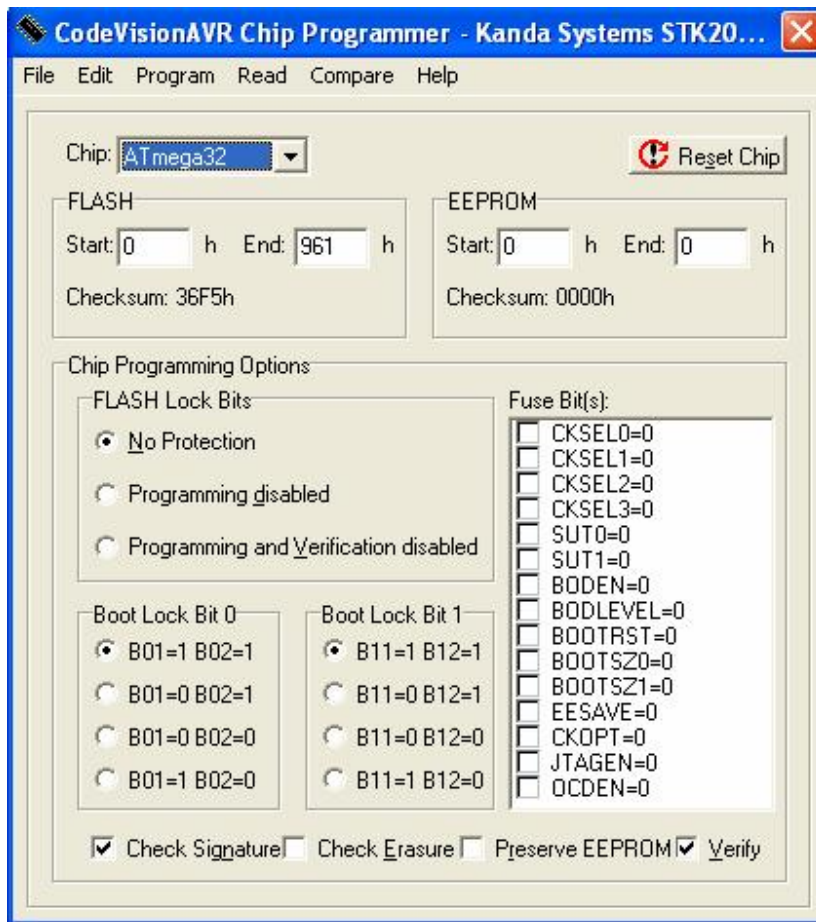 CodeVisionAVR Chip Programmer - Kanda Systems STK20...
File Edit Program Read Compare Help
Chip: ATmega32 Reset Chip
FLASH EEPROM
Start: 0 h End: 961 h Start: 0 h End: 0 h
Checksum: 36F5h Checksum: 0000h
Chip Programming Options
FLASH Lock Bits
No Protection
Programming disabled
Programming and Verification disabled
Fuse Bit(s):
CKSEL0=0
CKSEL1=0
CKSEL2=0
CKSEL3=0
SUT0=0
SUT1=0
BODEN=0
BODLEVEL=0
BOOTRST=0
BOOTSZ0=0
BOOTSZ1=0
EESAVE=0
CKOPT=0
JTAGEN=0
OCDEN=0
Boot Lock Bit 0
B01=1 B02=1
B01=0 B02=1
B01=0 B02=0
B01=1 B02=0
Boot Lock Bit 1
B11=1 B12=1
B11=0 B12=1
B11=0 B12=0
B11=1 B12=0
Check Signature Check Erasure Preserve EEPROM Verify